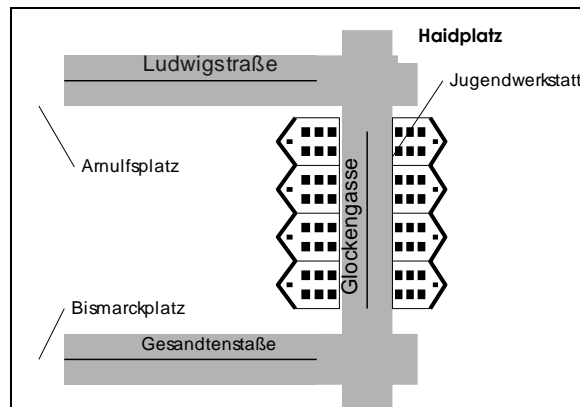 Haidplatz
Ludwigstraße
Jugendwerkstatt
Arnulfsplatz
Glockengasse
Bismarckplatz
Gesandtenstaße